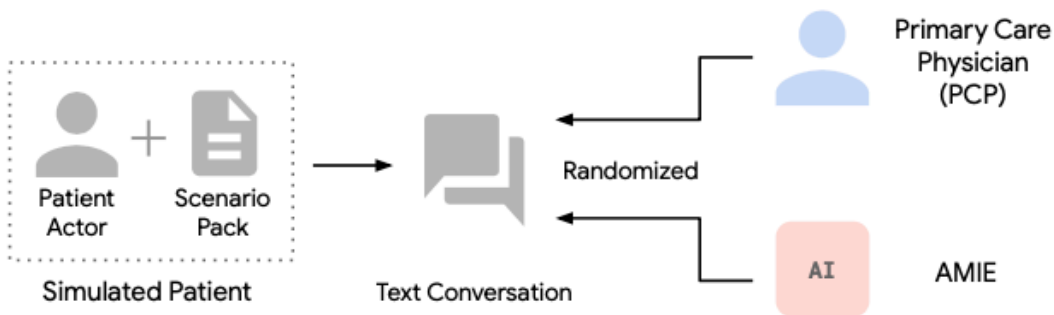 Patient
Actor
Scenario
Pack
Simulated Patient
Text Conversation
Randomized
Primary Care
Physician
(PCP)
AI
AMIE